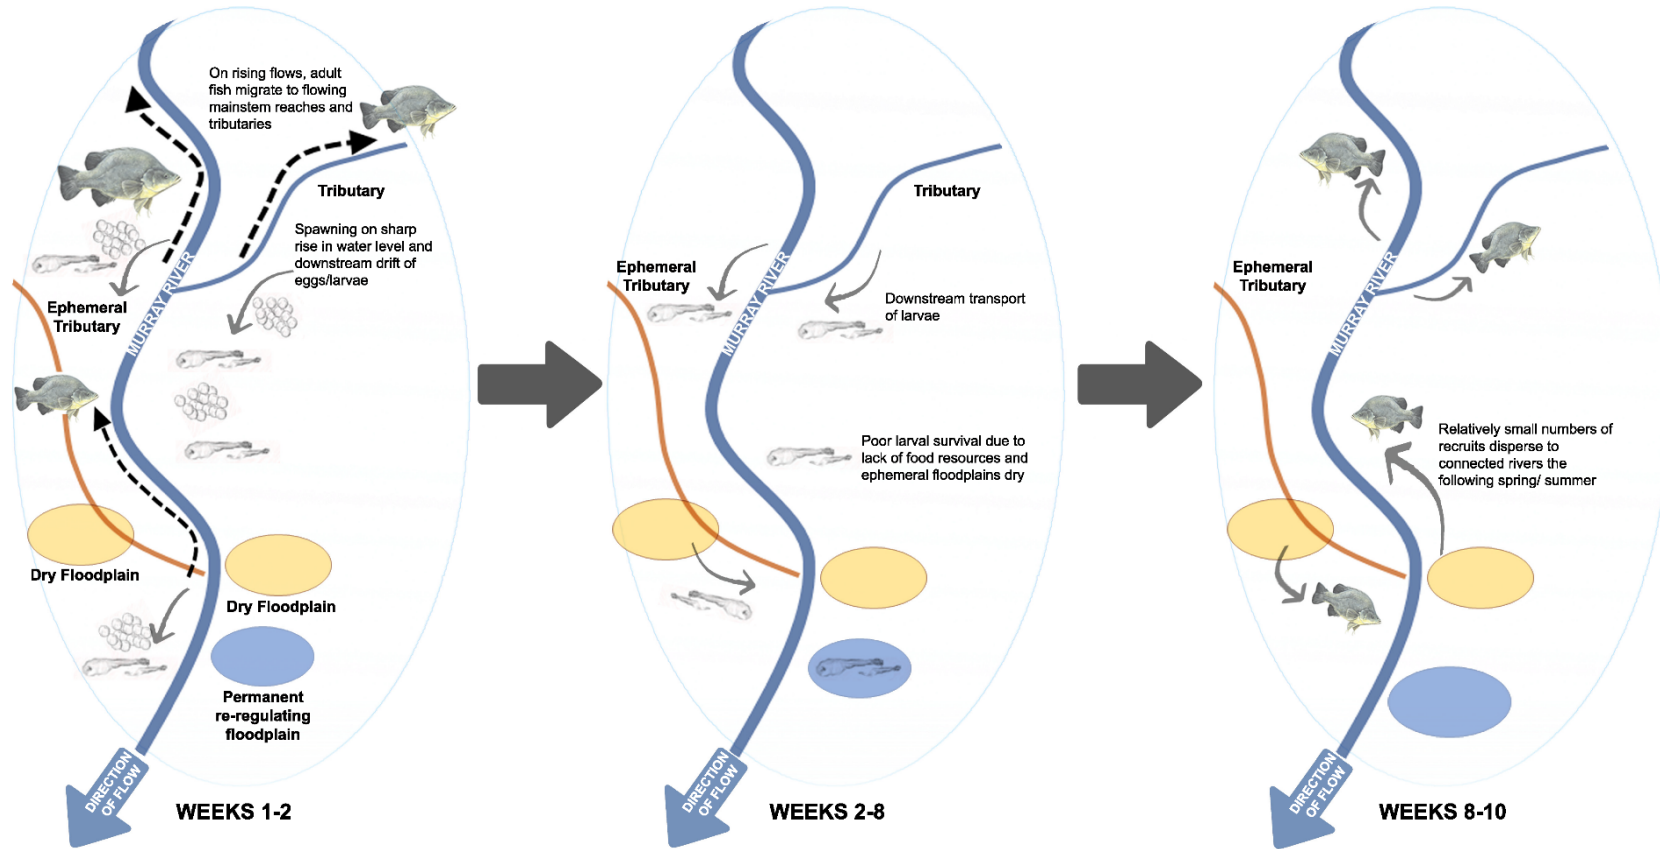 On rising flows, adult
fish migrate to flowing
mainstem reaches and
tributaries
Tributary
Spawning on sharp
rise in water level and
downstream drift of
eggs/larvae
Ephemeral
Tributary
MURRAY RIVER
Dry Floodplain
Dry Floodplain
Permanent
re-regulating
floodplain
DIRECTION
OF FLOW
WEEKS 1-2
Tributary
Ephemeral
Tributary
MURRAY RIVER
Downstream transport
of larvae
Poor larval survival due to
lack of food resources and
ephemeral floodplains dry
DIRECTION
OF FLOW
WEEKS 2-8
Ephemeral
Tributary
MURRAY RIVER
Relatively small numbers of
recruits disperse to
connected rivers the
following spring/ summer
DIRECTION
OF FLOW
WEEKS 8-10